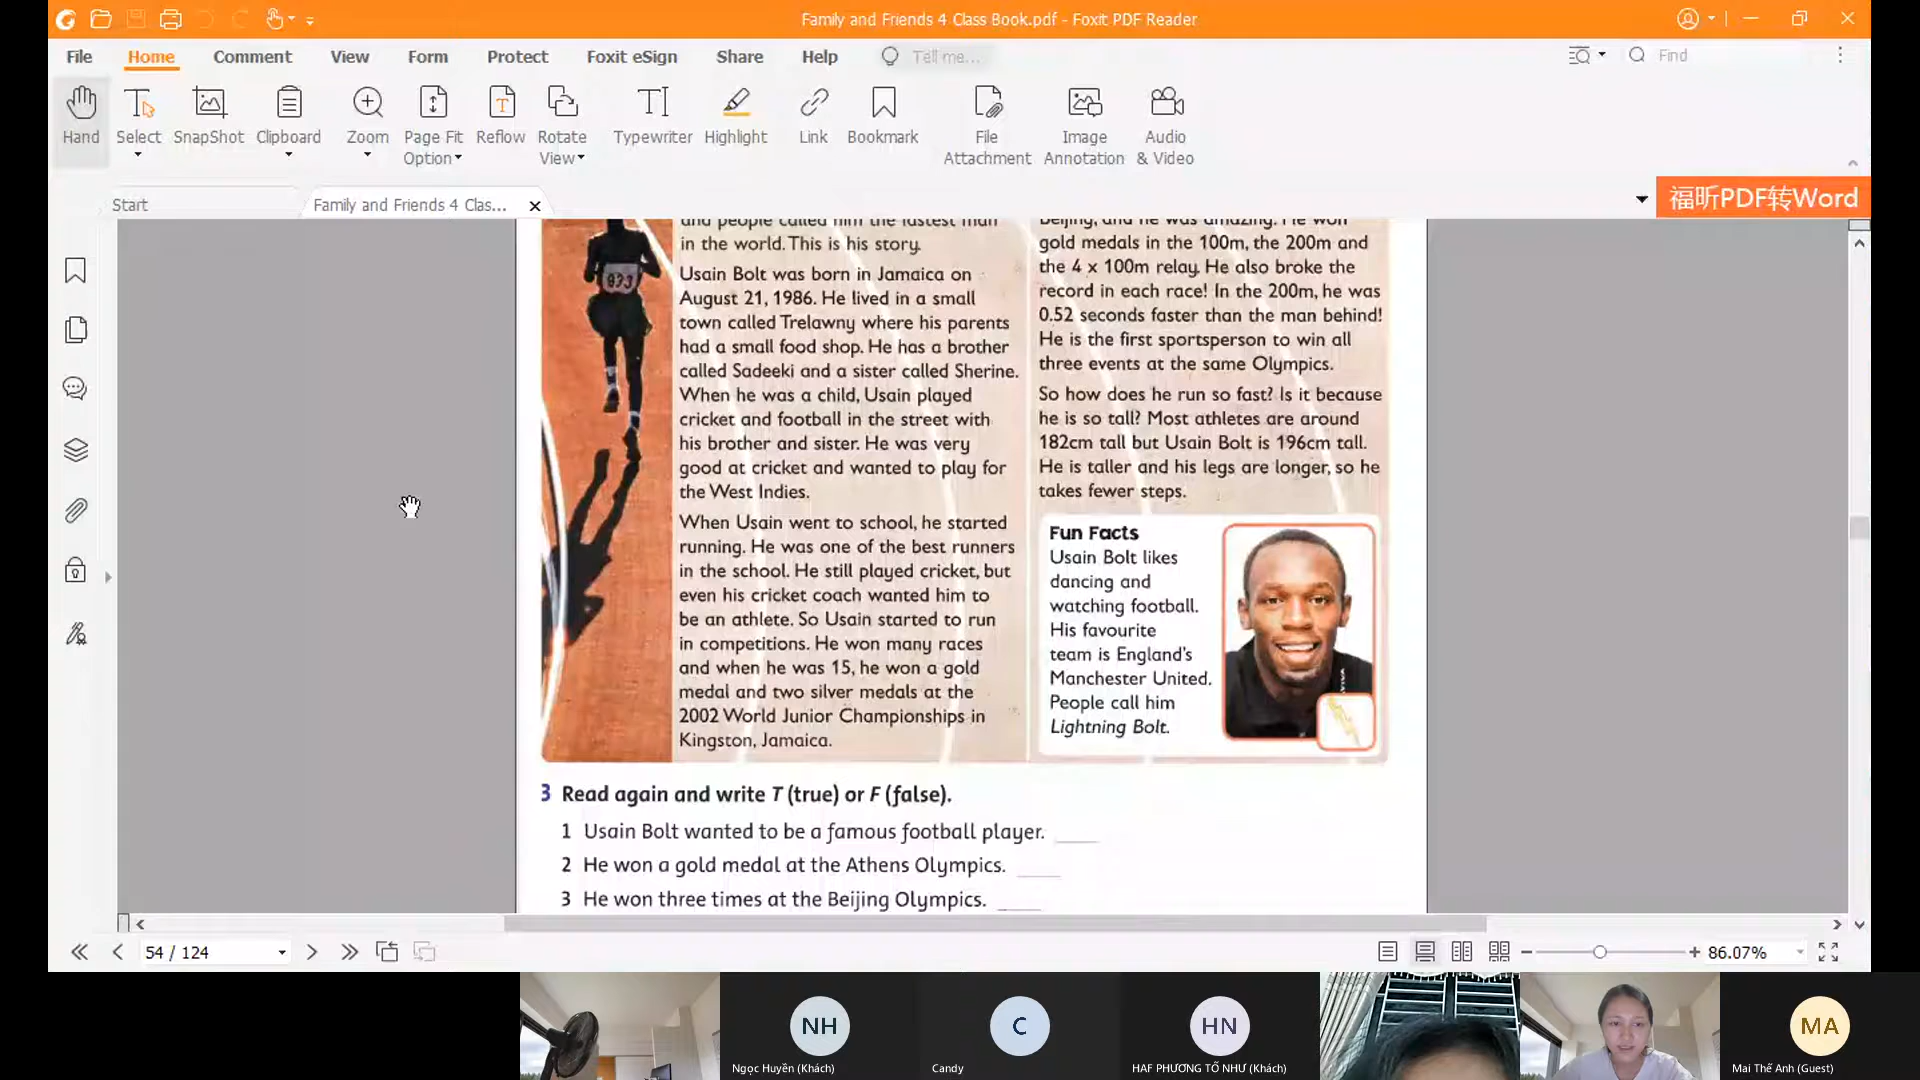 Family and Friends 4 Class Book.pdf - Foxit PDF Reader
File Home Comment View Form Protect Foxit eSign Share Help Tell me... Find
Hand Select SnapShot Clipboard Zoom Page Fit Option Reflow Rotate View Typewriter Highlight Link Bookmark File Attachment Image Annotation Audio & Video
Start Family and Friends 4 Clas... 福昕PDF转Word
and people called him the fastest man
in the world. This is his story.
Usain Bolt was born in Jamaica on
August 21, 1986. He lived in a small
town called Trelawny where his parents
had a small food shop. He has a brother
called Sadeeki and a sister called Sherine.
When he was a child, Usain played
cricket and football in the street with
his brother and sister. He was very
good at cricket and wanted to play for
the West Indies.
When Usain went to school, he started
running. He was one of the best runners
in the school. He still played cricket, but
even his cricket coach wanted him to
be an athlete. So Usain started to run
in competitions. He won many races
and when he was 15, he won a gold
medal and two silver medals at the
2002 World Junior Championships in
Kingston, Jamaica.
Beijing, and he was amazing. He won
gold medals in the 100m, the 200m and
the 4 x 100m relay. He also broke the
record in each race! In the 200m, he was
0.52 seconds faster than the man behind!
He is the first sportsperson to win all
three events at the same Olympics.
So how does he run so fast? Is it because
he is so tall? Most athletes are around
182cm tall but Usain Bolt is 196cm tall.
He is taller and his legs are longer, so he
takes fewer steps.
Fun Facts
Usain Bolt likes
dancing and
watching football.
His favourite
team is England's
Manchester United.
People call him
Lightning Bolt.
933
3 Read again and write T (true) or F (false).
1 Usain Bolt wanted to be a famous football player. ____
2 He won a gold medal at the Athens Olympics. ____
3 He won three times at the Beijing Olympics. ____
54 / 124
86.07%
NH
Ngọc Huyền (Khách)
C
Candy
HN
HAF PHƯƠNG TỐ NHƯ (Khách)
MA
Mai Thế Anh (Guest)